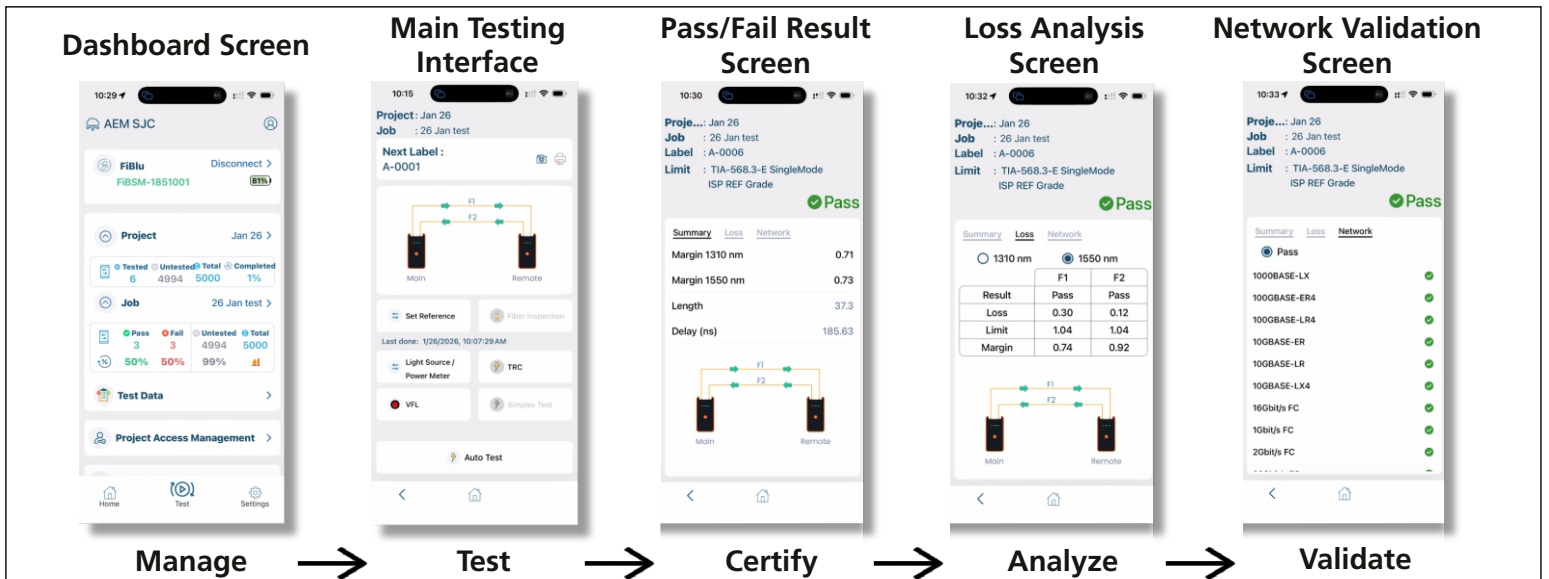 Dashboard Screen
10:29
AEM SJC
FiBlu
Disconnect >
FiBSM-1851001
81%
Project
Jan 26 >
Tested Untested Total Completed
6 4994 5000 1%
Job
26 Jan test >
Pass Fail Untested Total
3 3 4994 5000
50% 50% 99%
Test Data >
Project Access Management >
Home Test Settings
Manage
Main Testing
Interface
10:15
Project: Jan 26
Job : 26 Jan test
Next Label :
A-0001
F1
F2
Main Remote
Set Reference
Fiber Inspection
Last done: 1/26/2026, 10:07:29 AM
Light Source /
Power Meter
TRC
VFL
Simplex Test
Auto Test
Test
Pass/Fail Result
Screen
10:30
Proje...: Jan 26
Job : 26 Jan test
Label : A-0006
Limit : TIA-568.3-E SingleMode
ISP REF Grade
Pass
Summary Loss Network
Margin 1310 nm 0.71
Margin 1550 nm 0.73
Length 37.3
Delay (ns) 185.63
F1
F2
Main Remote
Certify
Loss Analysis
Screen
10:32
Proje...: Jan 26
Job : 26 Jan test
Label : A-0006
Limit : TIA-568.3-E SingleMode
ISP REF Grade
Pass
Summary Loss Network
1310 nm 1550 nm
F1 F2
Result Pass Pass
Loss 0.30 0.12
Limit 1.04 1.04
Margin 0.74 0.92
F1
F2
Main Remote
Analyze
Network Validation
Screen
10:33
Proje...: Jan 26
Job : 26 Jan test
Label : A-0006
Limit : TIA-568.3-E SingleMode
ISP REF Grade
Pass
Summary Loss Network
Pass
1000BASE-LX
100GBASE-ER4
100GBASE-LR4
10GBASE-ER
10GBASE-LR
10GBASE-LX4
16Gbit/s FC
1Gbit/s FC
2Gbit/s FC
Validate